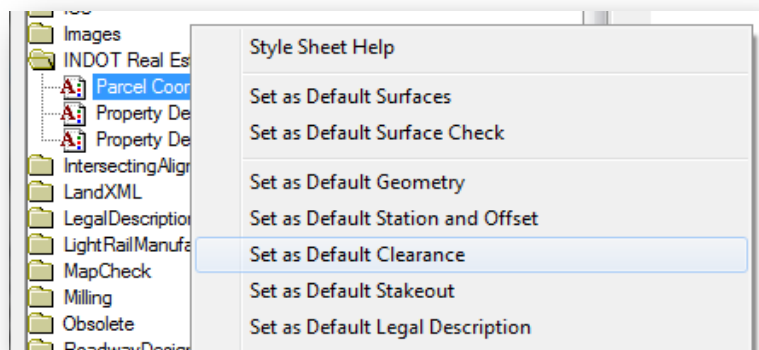 Images
INDOT Real Es
Parcel Coor
Property De
Property De
IntersectingAlign
LandXML
LegalDescription
LightRailManufa
MapCheck
Milling
Obsolete
RoadwayDesign
Style Sheet Help
Set as Default Surfaces
Set as Default Surface Check
Set as Default Geometry
Set as Default Station and Offset
Set as Default Clearance
Set as Default Stakeout
Set as Default Legal Description